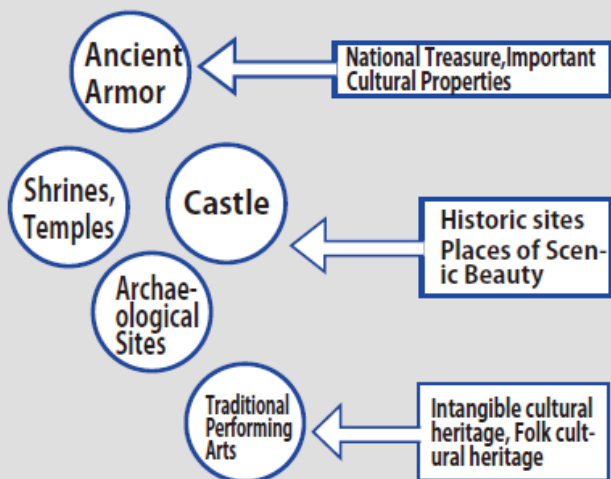 Ancient
Armor
National Treasure,Important
Cultural Properties
Shrines,
Temples
Castle
Historic sites
Places of Scen-
ic Beauty
Archae-
ological
Sites
Traditional
Performing
Arts
Intangible cultural
heritage, Folk cult-
ural heritage